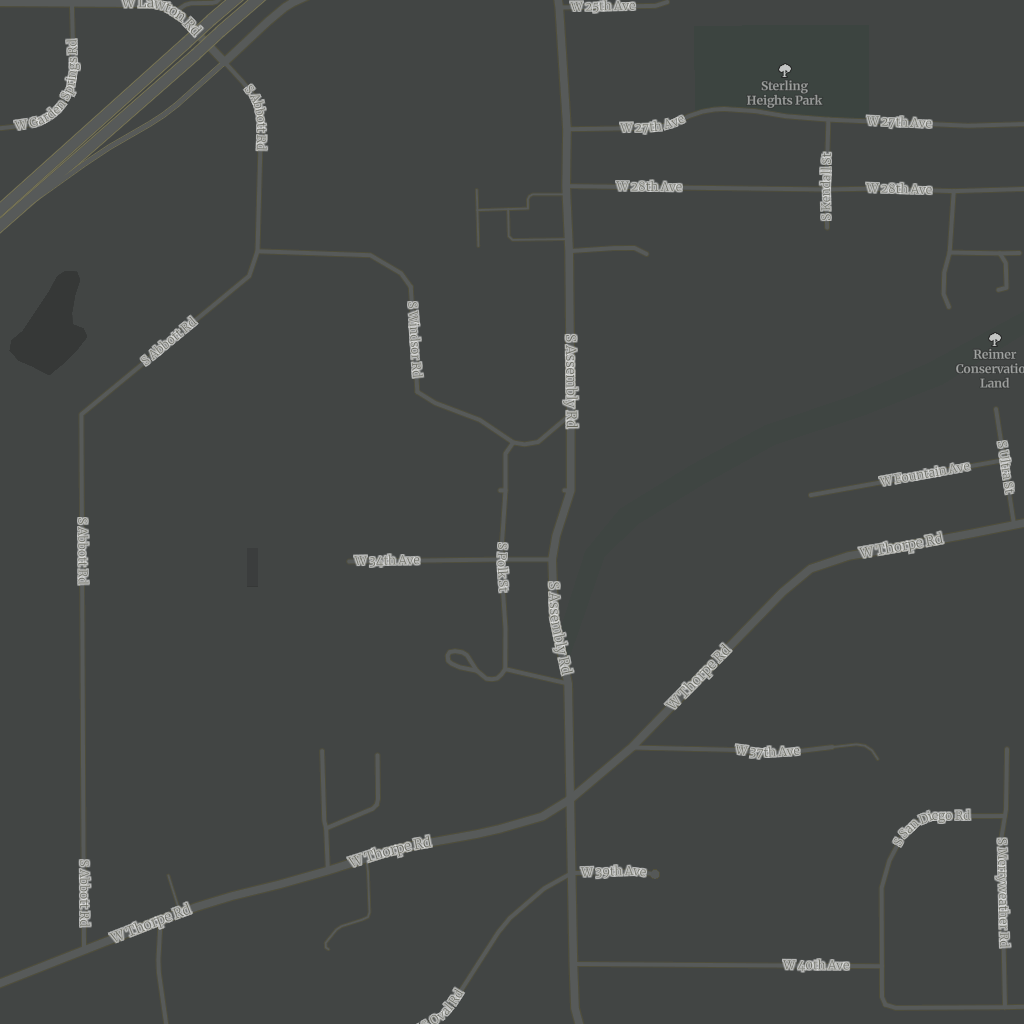 W Lawton Rd
W 25th Ave
W Garden Springs Rd
S Abbott Rd
Sterling
Heights Park
W 27th Ave
W 27th Ave
W 28th Ave
W 28th Ave
S Kendell St
S Abbott Rd
S Windsor Rd
S Assembly Rd
Reimer
Conservatio
Land
W Fountain Ave
S Ultra St
S Abbott Rd
W 34th Ave
S Polk St
W Thorpe Rd
S Assembly Rd
W Thorpe Rd
W 37th Ave
S San Diego Rd
W Thorpe Rd
W 39th Ave
S Abbott Rd
S Merryweather Rd
W Thorpe Rd
W 40th Ave
Oval Rd